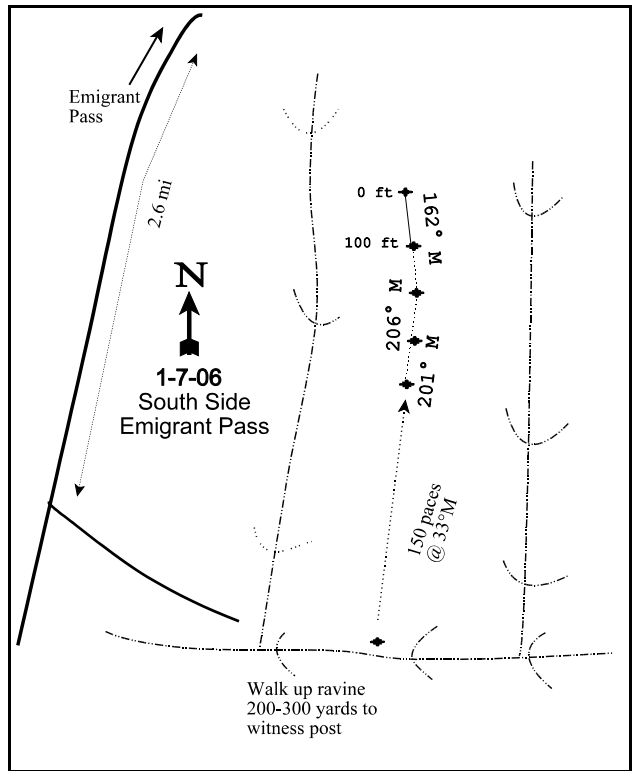 Emigrant
Pass
2.6 mi
N
1-7-06
South Side
Emigrant Pass
0 ft
162° M
100 ft
206° M
201° M
150 paces
@ 33°M
Walk up ravine
200-300 yards to
witness post